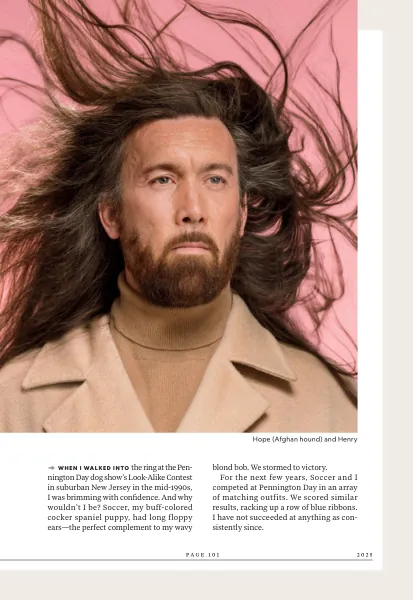 Hope (Afghan hound) and Henry
→ WHEN I WALKED INTO the ring at the Pen-
nington Day dog show's Look-Alike Contest
in suburban New Jersey in the mid-1990s,
I was brimming with confidence. And why
wouldn't I be? Soccer, my buff-colored
cocker spaniel puppy, had long floppy
ears—the perfect complement to my wavy
blond bob. We stormed to victory.
For the next few years, Soccer and I
competed at Pennington Day in an array
of matching outfits. We scored similar
results, racking up a row of blue ribbons.
I have not succeeded at anything as con-
sistently since.
PAGE 101
2025